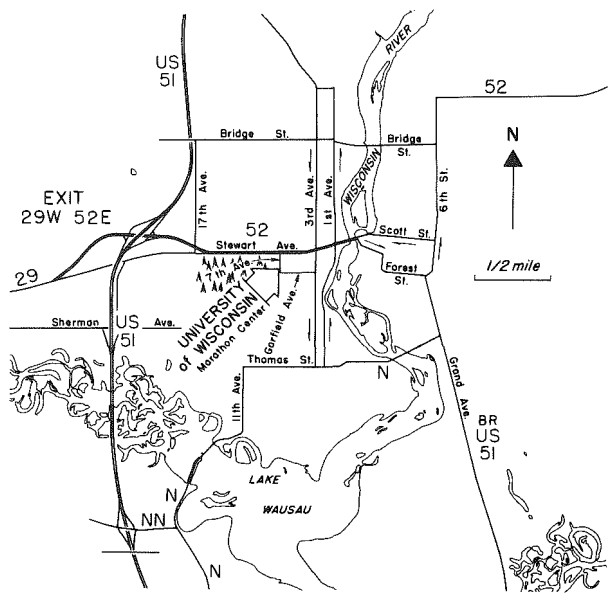 RIVER
US
51
52
Bridge St.
Bridge
St.
N
WISCONSIN
17th Ave.
3rd Ave.
1st Ave.
6th St.
EXIT
29W 52E
52
Stewart Ave.
Scott
St.
Forest
St.
29
7th Ave.
1/2 mile
UNIVERSITY
of WISCONSIN
Marathon Center
Garfield Ave.
Sherman Ave.
US
51
Thomas St.
N
Grand Ave.
11th Ave.
BR
US
51
LAKE
WAUSAU
N
NN
N